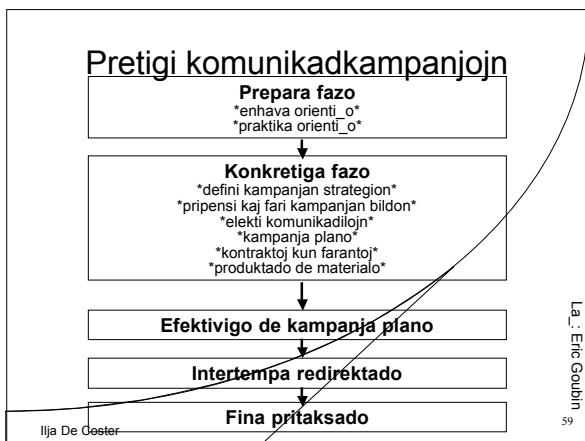 Pretigi komunikadkampanjojn
Prepara fazo
*enhava orienti_o*
*praktika orienti_o*
Konkretiga fazo
*defini kampanjan strategion*
*pripensi kaj fari kampanjan bildon*
*elekti komunikadilojn*
*kampanja plano*
*kontraktoj kun farantoj*
*produktado de materialo*
Efektivigo de kampanja plano
Intertempa redirektado
Fina pritaksado
Ilja De Coster
La_: Eric Goubin
59